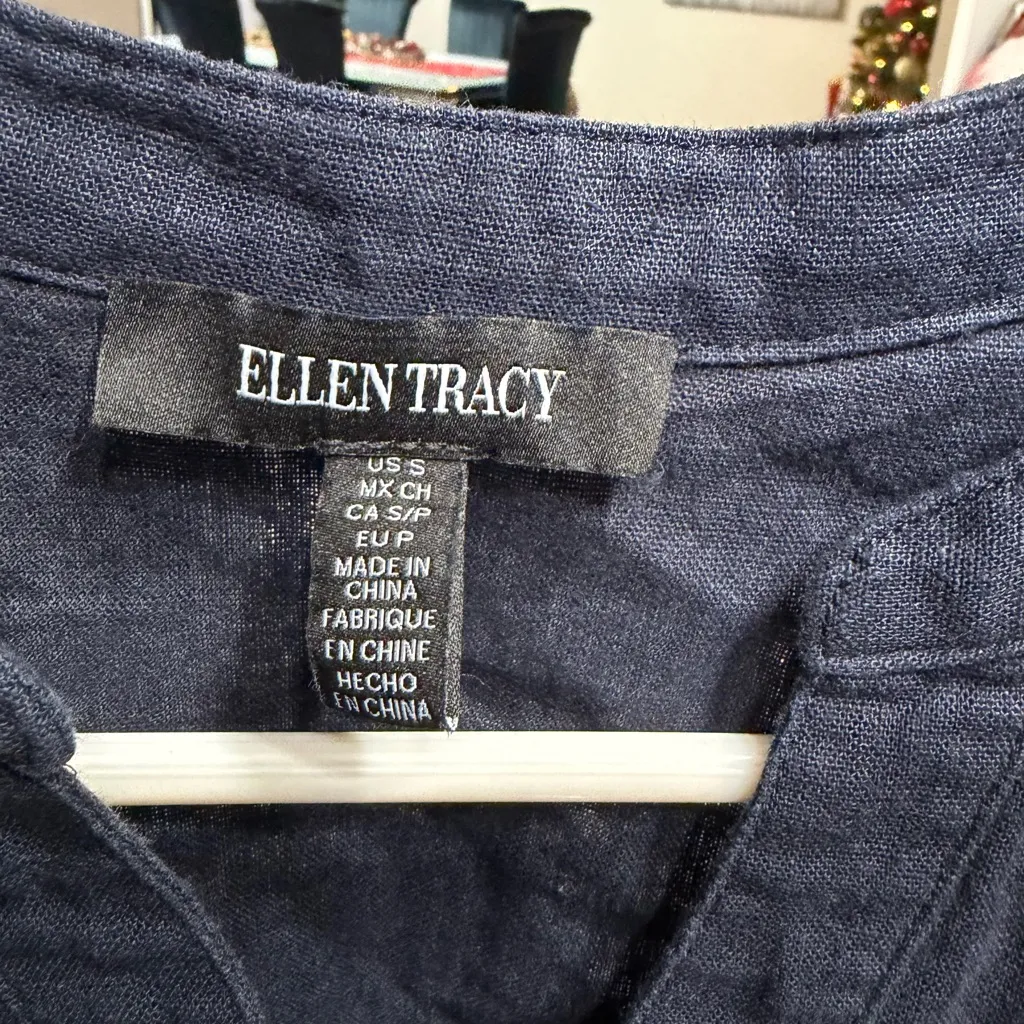 ELLEN TRACY
US S
MX CH
CA S/P
EU P
MADE IN
CHINA
FABRIQUE
EN CHINE
HECHO
EN CHINA